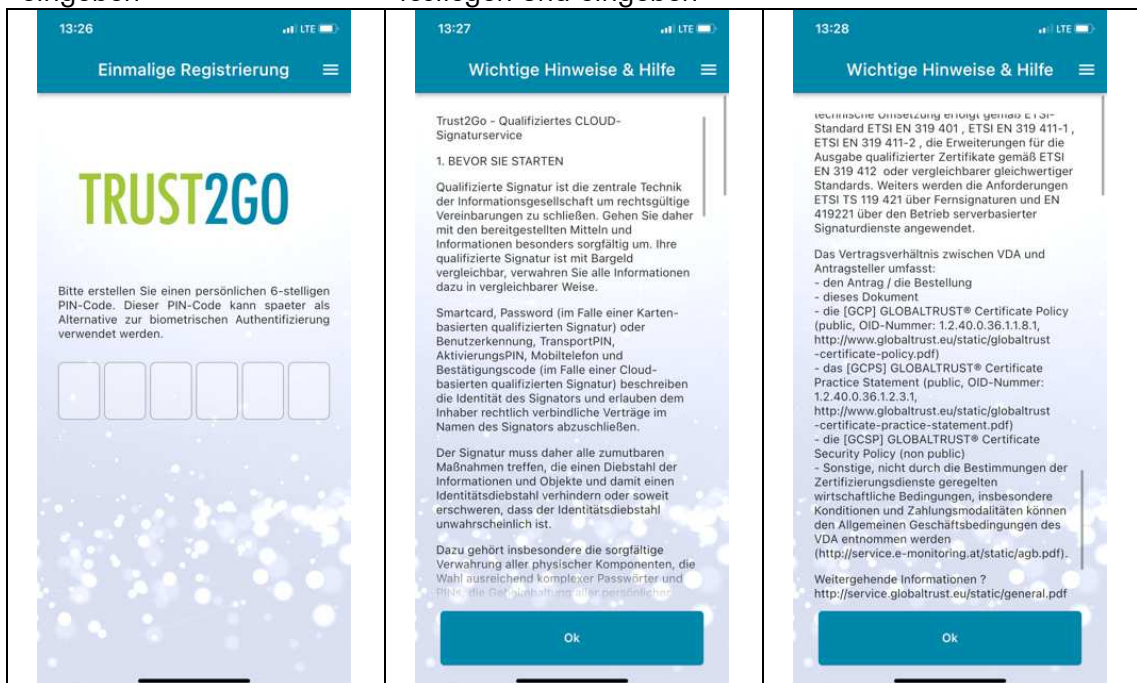 13:26
LTE
Einmalige Registrierung
TRUST2GO
Bitte erstellen Sie einen persönlichen 6-stelligen
PIN-Code. Dieser PIN-Code kann spaeter als
Alternative zur biometrischen Authentifizierung
verwendet werden.
13:27
LTE
Wichtige Hinweise & Hilfe
Trust2Go - Qualifiziertes CLOUD-
Signaturservice
1. BEVOR SIE STARTEN
Qualifizierte Signatur ist die zentrale Technik
der Informationsgesellschaft um rechtsgültige
Vereinbarungen zu schließen. Gehen Sie daher
mit den bereitgestellten Mitteln und
Informationen besonders sorgfältig um. Ihre
qualifizierte Signatur ist mit Bargeld
vergleichbar, verwahren Sie alle Informationen
dazu in vergleichbarer Weise.
Smartcard, Password (im Falle einer Karten-
basierten qualifizierten Signatur) oder
Benutzerkennung, TransportPIN,
AktivierungsPIN, Mobiltelefon und
Bestätigungscode (im Falle einer Cloud-
basierten qualifizierten Signatur) beschreiben
die Identität des Signators und erlauben dem
Inhaber rechtlich verbindliche Verträge im
Namen des Signators abzuschließen.
Der Signatur muss daher alle zumutbaren
Maßnahmen treffen, die einen Diebstahl der
Informationen und Objekte und damit einen
Identitätsdiebstahl verhindern oder soweit
erschweren, dass der Identitätsdiebstahl
unwahrscheinlich ist.
Dazu gehört insbesondere die sorgfältige
Verwahrung aller physischer Komponenten, die
Wahl ausreichend komplexer Passwörter und
PINs, die Geheimhaltung aller persönlicher
Ok
13:28
LTE
Wichtige Hinweise & Hilfe
technische Umsetzung erfolgt gemäß ETSI-
Standard ETSI EN 319 401 , ETSI EN 319 411-1 ,
ETSI EN 319 411-2 , die Erweiterungen für die
Ausgabe qualifizierter Zertifikate gemäß ETSI
EN 319 412 oder vergleichbarer gleichwertiger
Standards. Weiters werden die Anforderungen
ETSI TS 119 421 über Fernsignaturen und EN
419221 über den Betrieb serverbasierter
Signaturdienste angewendet.
Das Vertragsverhältnis zwischen VDA und
Antragsteller umfasst:
- den Antrag / die Bestellung
- dieses Dokument
- die [GCP] GLOBALTRUST® Certificate Policy
(public, OID-Nummer: 1.2.40.0.36.1.1.8.1,
http://www.globaltrust.eu/static/globaltrust
-certificate-policy.pdf)
- das [GCPS] GLOBALTRUST® Certificate
Practice Statement (public, OID-Nummer:
1.2.40.0.36.1.2.3.1,
http://www.globaltrust.eu/static/globaltrust
-certificate-practice-statement.pdf)
- die [GCSP] GLOBALTRUST® Certificate
Security Policy (non public)
- Sonstige, nicht durch die Bestimmungen der
Zertifizierungsdienste geregelten
wirtschaftliche Bedingungen, insbesondere
Konditionen und Zahlungsmodalitäten können
den Allgemeinen Geschäftsbedingungen des
VDA entnommen werden
(http://service.e-monitoring.at/static/agb.pdf).
Weitergehende Informationen ?
http://service.globaltrust.eu/static/general.pdf
Ok